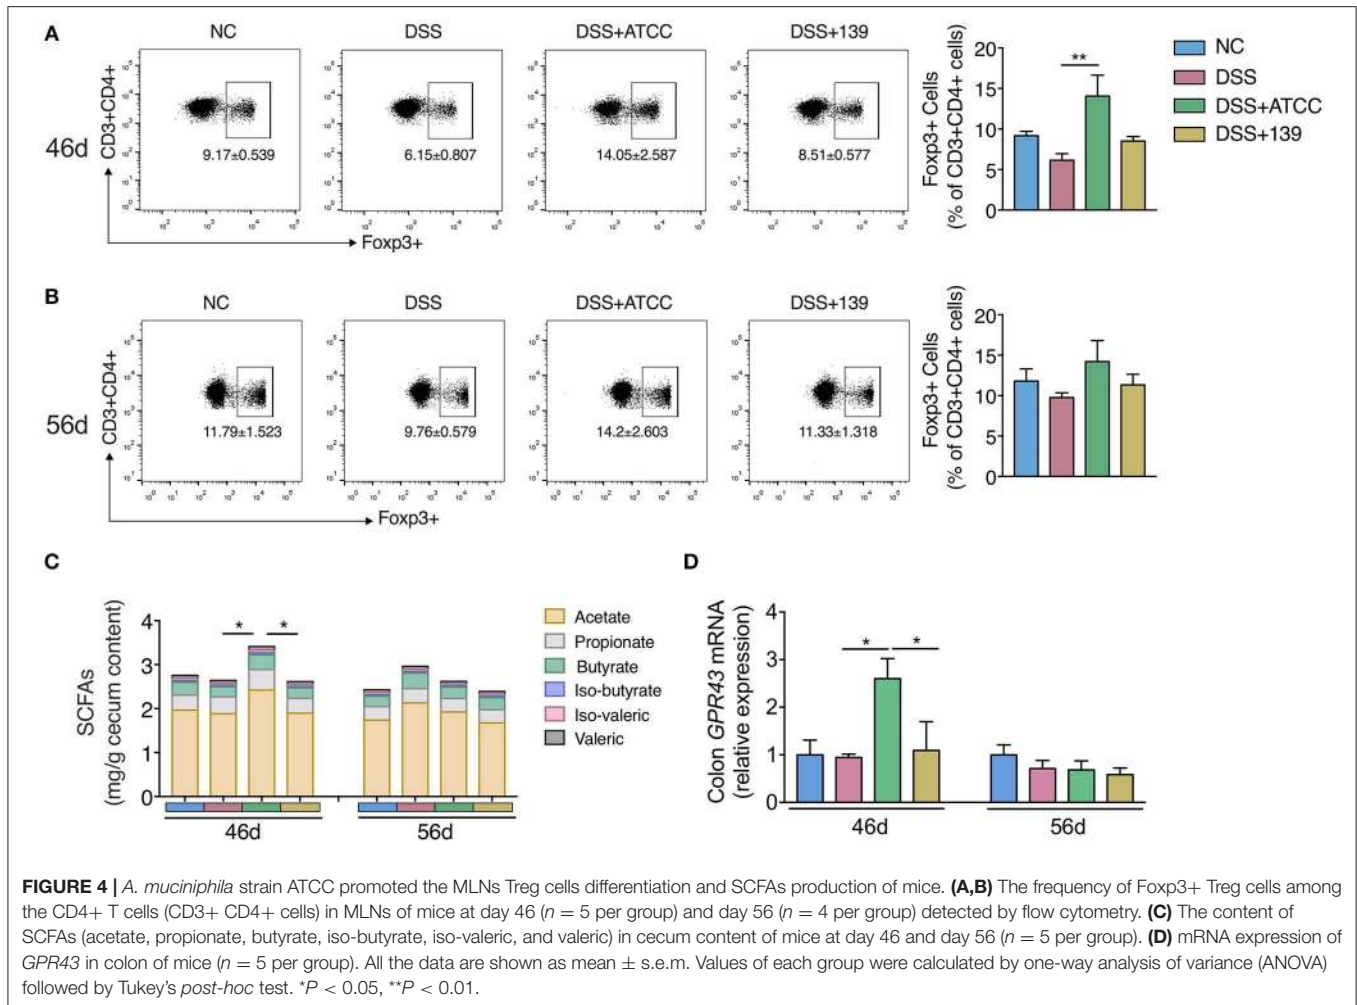 A
NC
DSS
DSS+ATCC
DSS+139
46d
CD3+CD4+
9.17±0.539
6.15±0.807
14.05±2.587
8.51±0.577
Foxp3+
Foxp3+ Cells
(% of CD3+CD4+ cells)
20
15
10
5
0
**
NC
DSS
DSS+ATCC
DSS+139
B
NC
DSS
DSS+ATCC
DSS+139
56d
CD3+CD4+
11.79±1.523
9.76±0.579
14.2±2.603
11.33±1.318
Foxp3+
Foxp3+ Cells
(% of CD3+CD4+ cells)
20
15
10
5
0
C
SCFAs
(mg/g cecum content)
4
3
2
1
0
*
*
46d
56d
Acetate
Propionate
Butyrate
Iso-butyrate
Iso-valeric
Valeric
D
Colon GPR43 mRNA
(relative expression)
4
3
2
1
0
*
*
46d
56d
FIGURE 4 | A. muciniphila strain ATCC promoted the MLNs Treg cells differentiation and SCFAs production of mice. (A,B) The frequency of Foxp3+ Treg cells among
the CD4+ T cells (CD3+ CD4+ cells) in MLNs of mice at day 46 (n = 5 per group) and day 56 (n = 4 per group) detected by flow cytometry. (C) The content of
SCFAs (acetate, propionate, butyrate, iso-butyrate, iso-valeric, and valeric) in cecum content of mice at day 46 and day 56 (n = 5 per group). (D) mRNA expression of
GPR43 in colon of mice (n = 5 per group). All the data are shown as mean ± s.e.m. Values of each group were calculated by one-way analysis of variance (ANOVA)
followed by Tukey's post-hoc test. *P < 0.05, **P < 0.01.